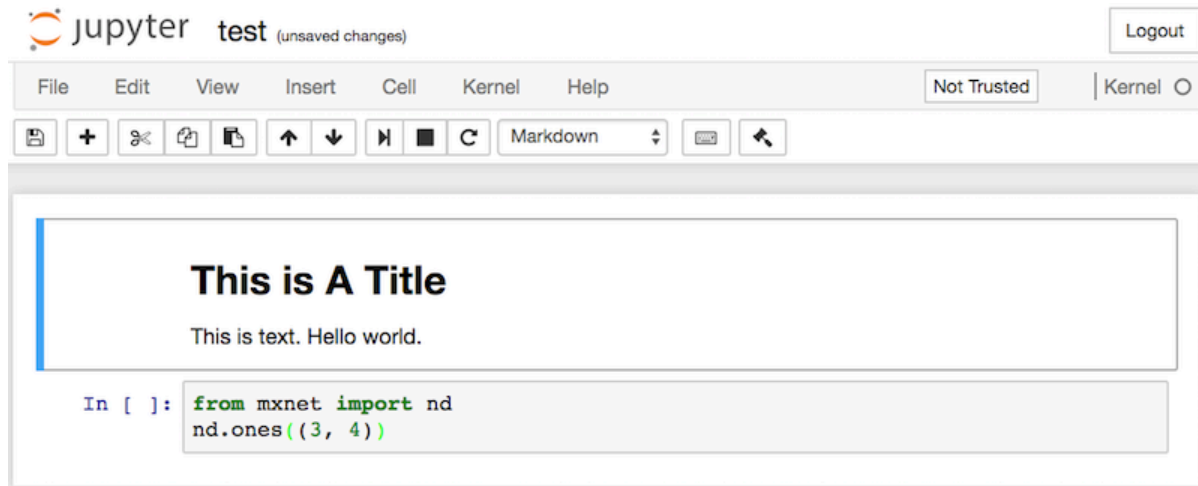 jupyter test (unsaved changes) Logout
File Edit View Insert Cell Kernel Help Not Trusted Kernel
Markdown
This is A Title
This is text. Hello world.
In [ ]: from mxnet import nd
nd.ones((3, 4))